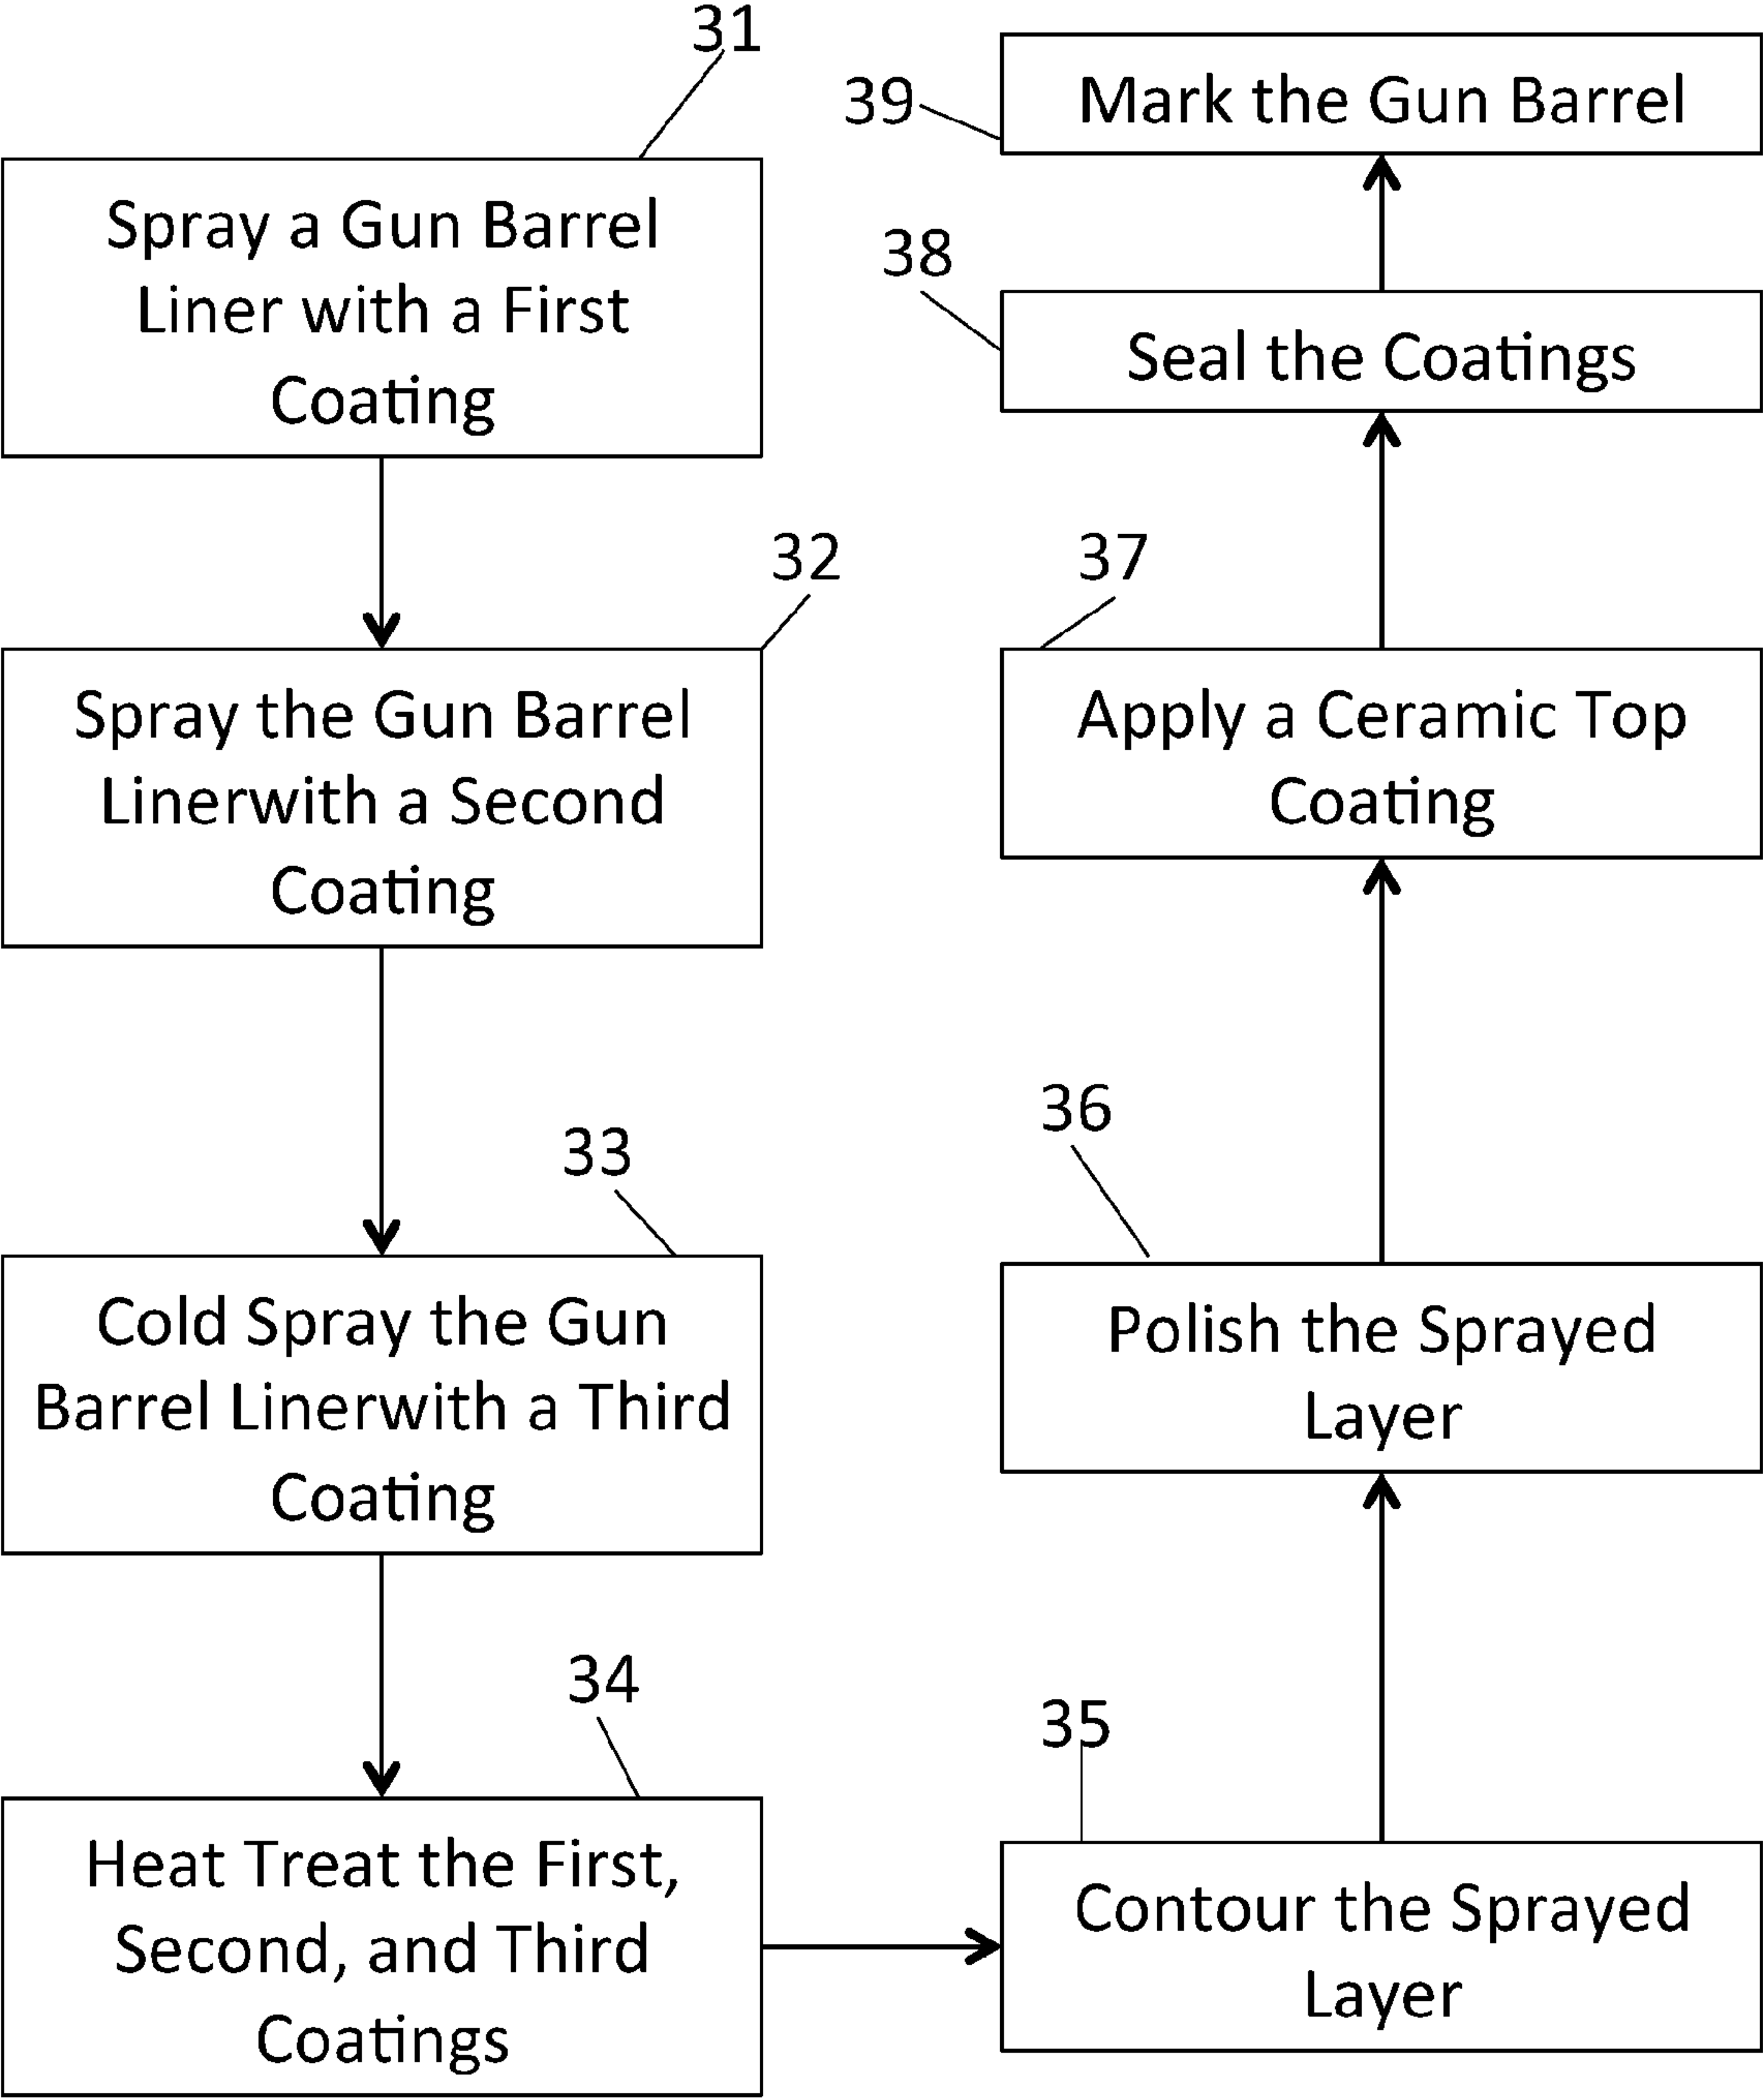 31
Spray a Gun Barrel
Liner with a First
Coating
32
Spray the Gun Barrel
Linerwith a Second
Coating
33
Cold Spray the Gun
Barrel Linerwith a Third
Coating
34
Heat Treat the First,
Second, and Third
Coatings
35
Contour the Sprayed
Layer
36
Polish the Sprayed
Layer
37
Apply a Ceramic Top
Coating
38
Seal the Coatings
39
Mark the Gun Barrel